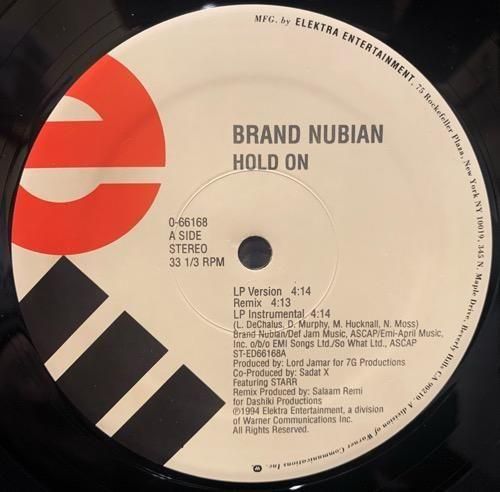 MFG. by ELEKTRA ENTERTAINMENT, 75 Rockefeller Plaza, New York NY 10019, 345 N. Maple Drive, Beverly Hills CA 90210. A division of Warner Communications Inc.
BRAND NUBIAN
HOLD ON
0-66168
A SIDE
STEREO
33 1/3 RPM
LP Version 4:14
Remix 4:13
LP Instrumental 4:14
(L. DeChalus, D. Murphy, M. Hucknall, N. Moss)
Brand Nubian/Def Jam Music, ASCAP/Emi-April Music,
Inc. o/b/o EMI Songs Ltd./So What Ltd., ASCAP
ST-ED66168A
Produced by: Lord Jamar for 7G Productions
Co-Produced by: Sadat X
Featuring STARR
Remix Produced by: Salaam Remi
for Dashiki Productions
℗1994 Elektra Entertainment, a division
of Warner Communications Inc.
All Rights Reserved.